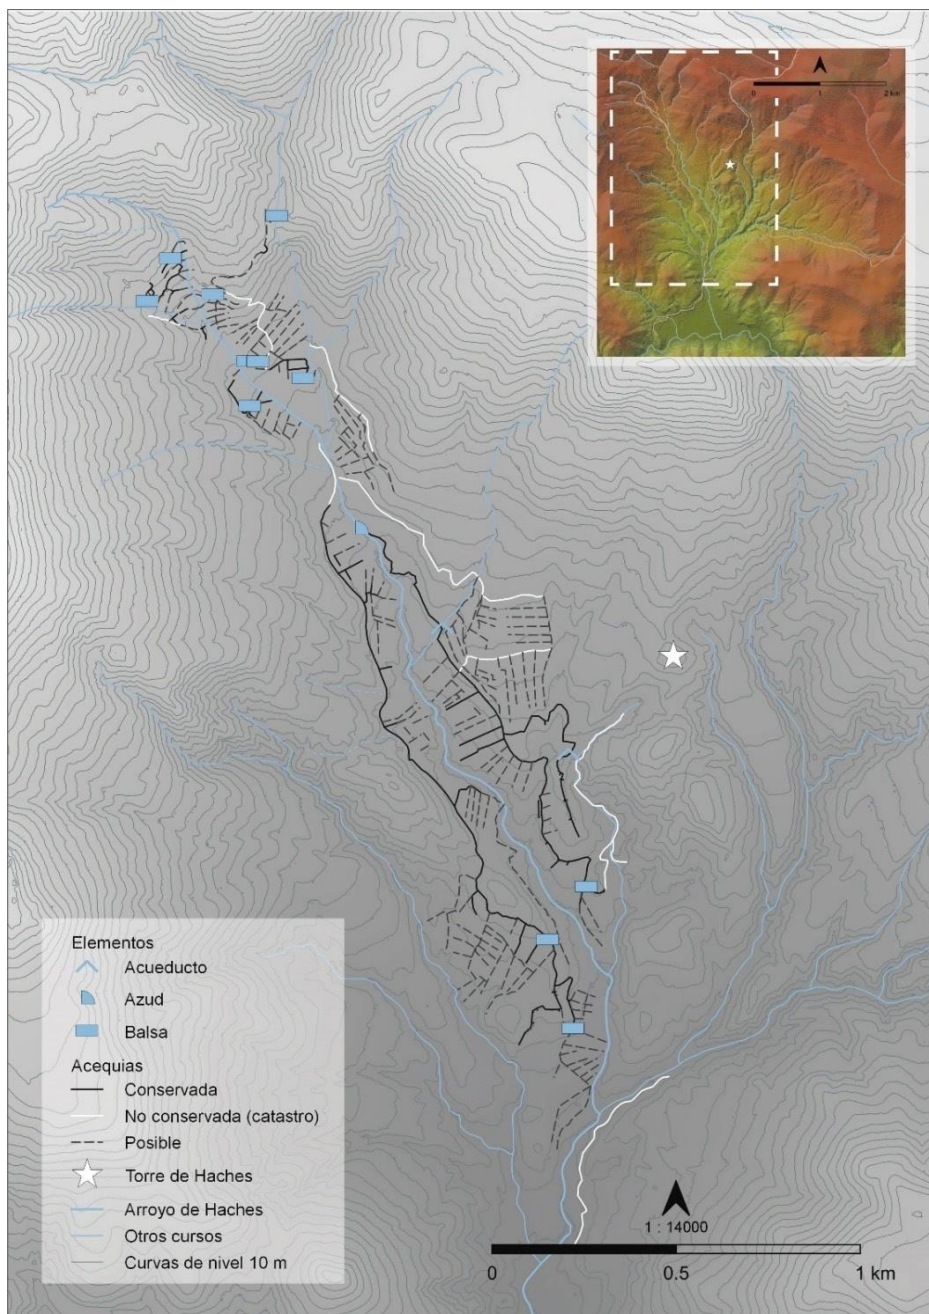 0
1
2 km
Elementos
Acueducto
Azud
Balsa
Acequias
Conservada
No conservada (catastro)
Posible
Torre de Haches
Arroyo de Haches
Otros cursos
Curvas de nivel 10 m
1 : 14000
0
0.5
1 km